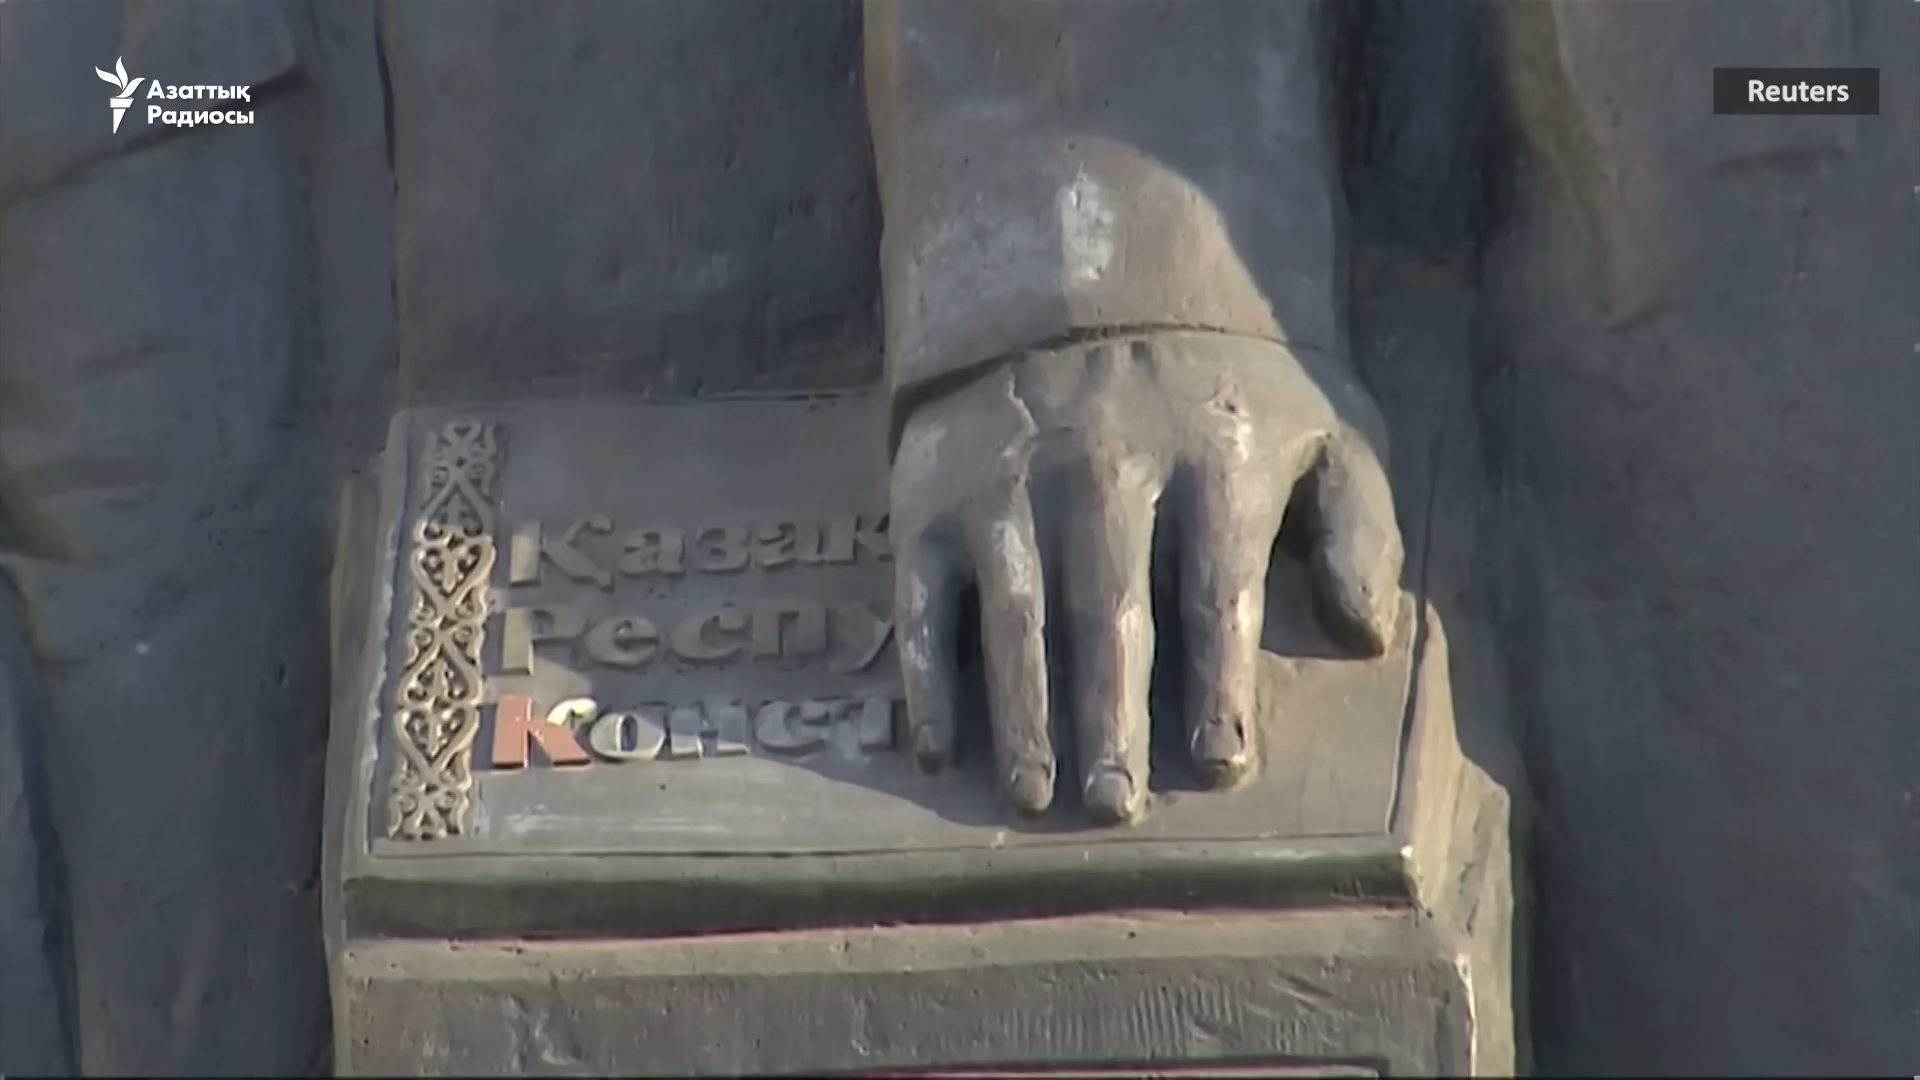 Азаттық
Радиосы
Reuters
Қазақ
Респу
Конст